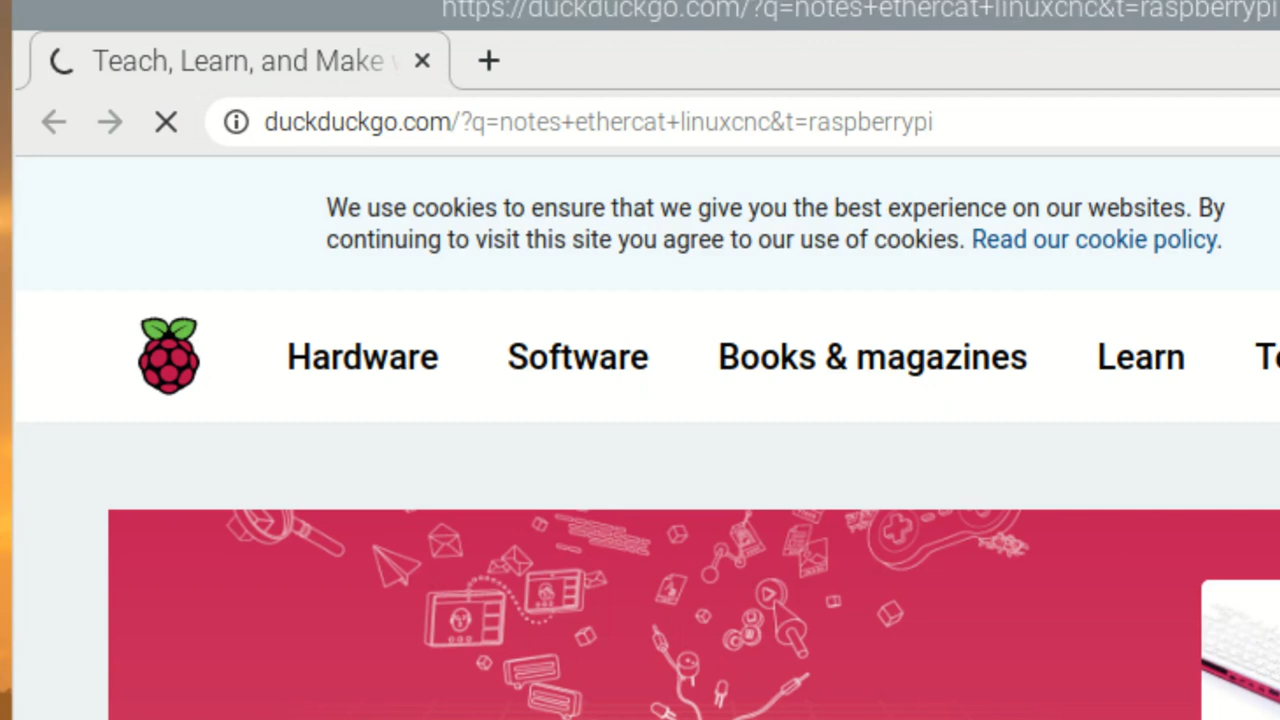 https://duckduckgo.com/?q=notes+ethercat+linuxcnc&t=raspberrypi
Teach, Learn, and Make
duckduckgo.com/?q=notes+ethercat+linuxcnc&t=raspberrypi
We use cookies to ensure that we give you the best experience on our websites. By
continuing to visit this site you agree to our use of cookies. Read our cookie policy.
Hardware Software Books & magazines Learn